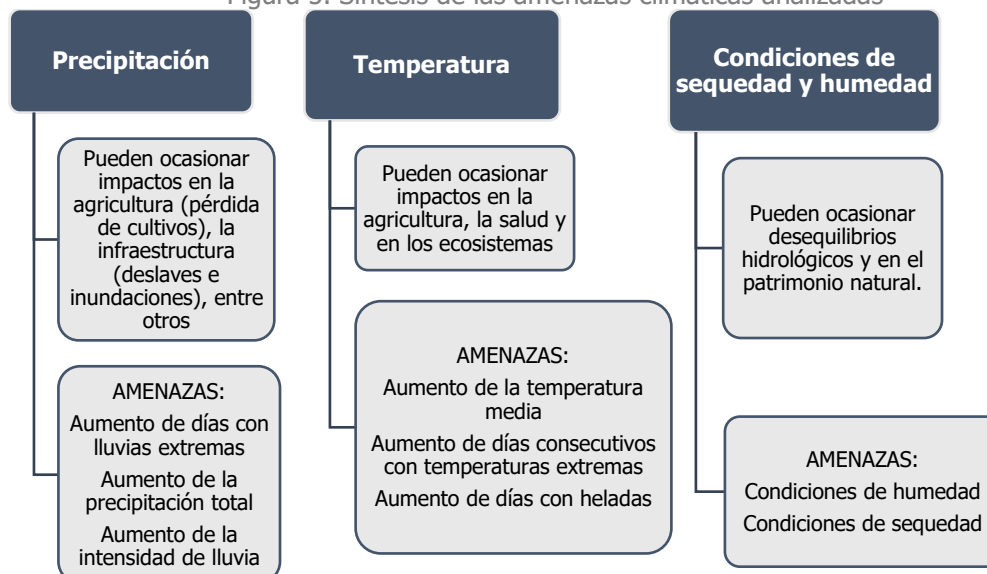 Figura 5. Síntesis de las amenazas climáticas analizadas
Precipitación
Pueden ocasionar
impactos en la
agricultura (pérdida
de cultivos), la
infraestructura
(deslaves e
inundaciones), entre
otros
AMENAZAS:
Aumento de días con
lluvias extremas
Aumento de la
precipitación total
Aumento de la
intensidad de lluvia
Temperatura
Pueden ocasionar
impactos en la
agricultura, la salud y
en los ecosistemas
AMENAZAS:
Aumento de la temperatura
media
Aumento de días consecutivos
con temperaturas extremas
Aumento de días con heladas
Condiciones de
sequedad y humedad
Pueden ocasionar
desequilibrios
hidrológicos y en el
patrimonio natural.
AMENAZAS:
Condiciones de humedad
Condiciones de sequedad